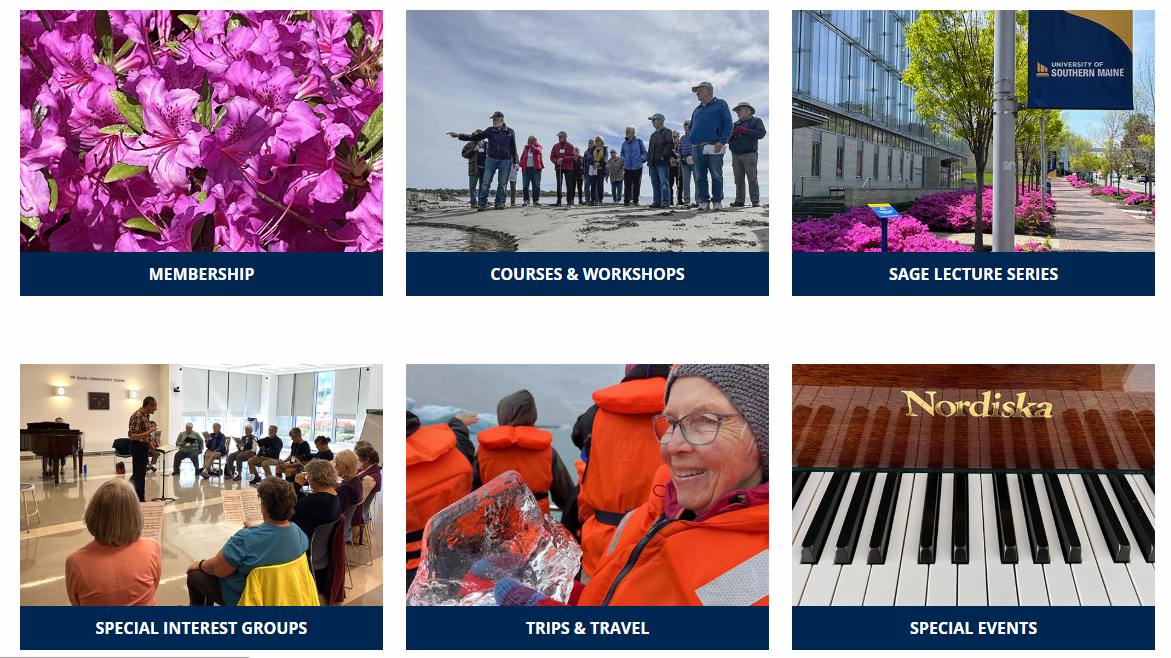 UNIVERSITY OF
SOUTHERN MAINE
MEMBERSHIP
COURSES & WORKSHOPS
SAGE LECTURE SERIES
Nordiska
SPECIAL INTEREST GROUPS
TRIPS & TRAVEL
SPECIAL EVENTS